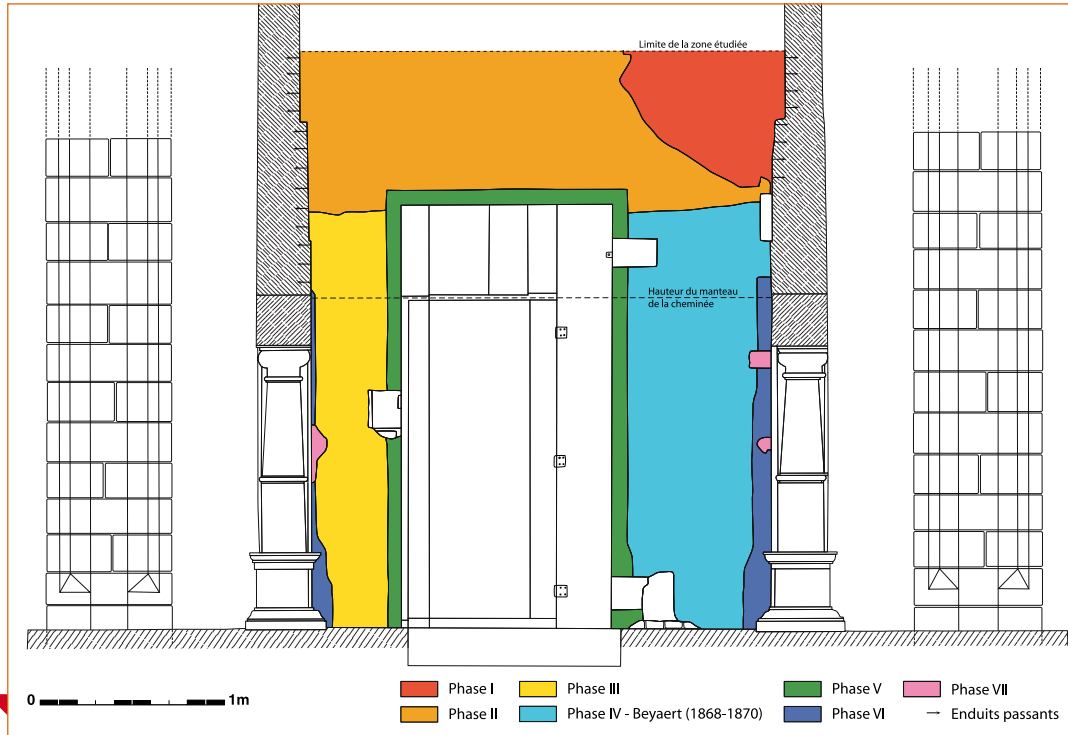 Limite de la zone étudiée
Hauteur du manteau
de la cheminée
0 1m
Phase I
Phase III
Phase V
Phase VII
Phase II
Phase IV - Beyaert (1868-1870)
Phase VI
Enduits passants